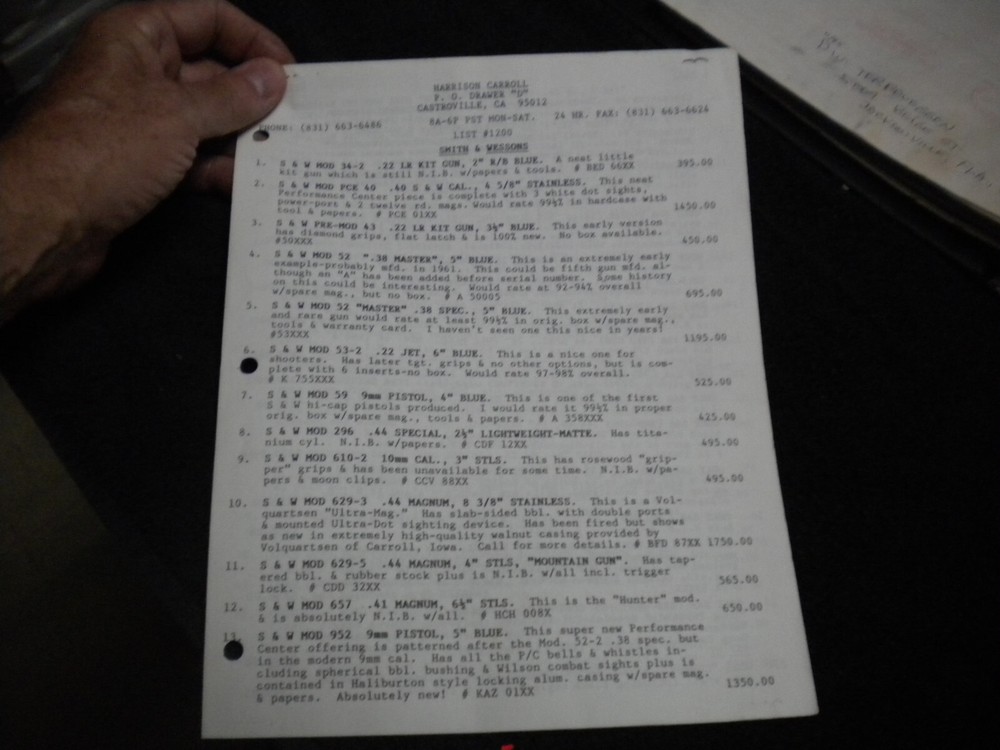 HARRISON CARROLL
P. O. DRAWER "D"
CASTROVILLE, CA 95012
PHONE: (831) 663-6486 8A-6P PST MON-SAT. 24 HR. FAX: (831) 663-6624
LIST #1200
SMITH & WESSONS
1. S & W MOD 34-2 .22 LR KIT GUN, 2" R/B BLUE. A neat little
kit gun which is still N.I.B. w/papers & tools. # BED 66XX 395.00
2. S & W MOD PCE 40 .40 S & W CAL., 4 5/8" STAINLESS. This neat
Performance Center piece is complete with 3 white dot sights,
power-port & 2 twelve rd. mags. Would rate 99½% in hardcase with
tool & papers. # PCE 01XX 1450.00
3. S & W PRE-MOD 43 .22 LR KIT GUN, 3½" BLUE. This early version
has diamond grips, flat latch & is 100% new. No box available.
#50XXX 450.00
4. S & W MOD 52 ".38 MASTER", 5" BLUE. This is an extremely early
example-probably mfd. in 1961. This could be fifth gun mfd. al-
though an "A" has been added before serial number. Some history
on this could be interesting. Would rate at 92-94% overall
w/spare mag., but no box. # A 50005 695.00
5. S & W MOD 52 "MASTER" .38 SPEC., 5" BLUE. This extremely early
and rare gun would rate at least 99½% in orig. box w/spare mag.,
tools & warranty card. I haven't seen one this nice in years!
#53XXX 1195.00
6. S & W MOD 53-2 .22 JET, 6" BLUE. This is a nice one for
shooters. Has later tgt. grips & no other options, but is com-
plete with 6 inserts-no box. Would rate 97-98% overall.
# K 755XXX 525.00
7. S & W MOD 59 9mm PISTOL, 4" BLUE. This is one of the first
S & W hi-cap pistols produced. I would rate it 99½% in proper
orig. box w/spare mag., tools & papers. # A 358XXX 425.00
8. S & W MOD 296 .44 SPECIAL, 2½" LIGHTWEIGHT-MATTE. Has tita-
nium cyl. N.I.B. w/papers. # CDF 12XX 495.00
9. S & W MOD 610-2 10mm CAL., 3" STLS. This has rosewood "grip-
per" grips & has been unavailable for some time. N.I.B. w/pa-
pers & moon clips. # CCV 88XX 495.00
10. S & W MOD 629-3 .44 MAGNUM, 8 3/8" STAINLESS. This is a Vol-
quartsen "Ultra-Mag." Has slab-sided bbl. with double ports
& mounted Ultra-Dot sighting device. Has been fired but shows
as new in extremely high-quality walnut casing provided by
Volquartsen of Carroll, Iowa. Call for more details. # BFD 87XX 1750.00
11. S & W MOD 629-5 .44 MAGNUM, 4" STLS, "MOUNTAIN GUN". Has tap-
ered bbl. & rubber stock plus is N.I.B. w/all incl. trigger
lock. # CDD 32XX 565.00
12. S & W MOD 657 .41 MAGNUM, 6½" STLS. This is the "Hunter" mod.
& is absolutely N.I.B. w/all. # HCH 008X 650.00
13. S & W MOD 952 9mm PISTOL, 5" BLUE. This super new Performance
Center offering is patterned after the Mod. 52-2 .38 spec. but
in the modern 9mm cal. Has all the P/C bells & whistles in-
cluding spherical bbl. bushing & Wilson combat sights plus is
contained in Haliburton style locking alum. casing w/spare mag.
& papers. Absolutely new! # KAZ 01XX 1350.00